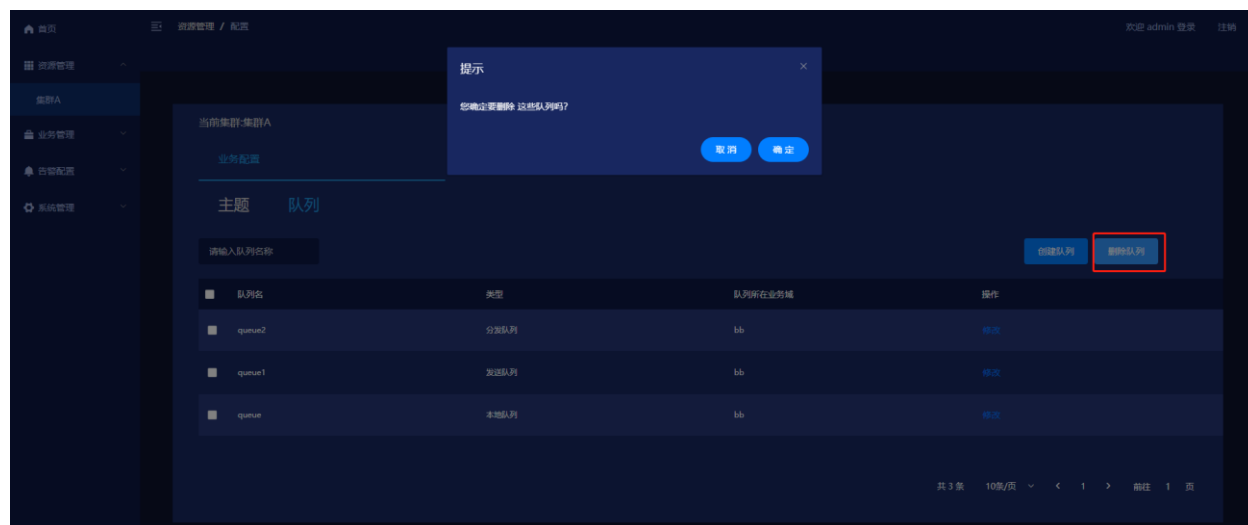 首页
资源管理 / 配置
欢迎 admin 登录 注销
资源管理
集群A
业务管理
告警配置
系统管理
提示
您确定要删除 这些队列吗?
取消 确定
当前集群:集群A
业务配置
主题 队列
请输入队列名称
创建队列 删除队列
队列名 类型 队列所在业务域 操作
queue2 分发队列 bb 修改
queue1 发送队列 bb 修改
queue 本地队列 bb 修改
共 3 条 10条/页 < 1 > 前往 1 页